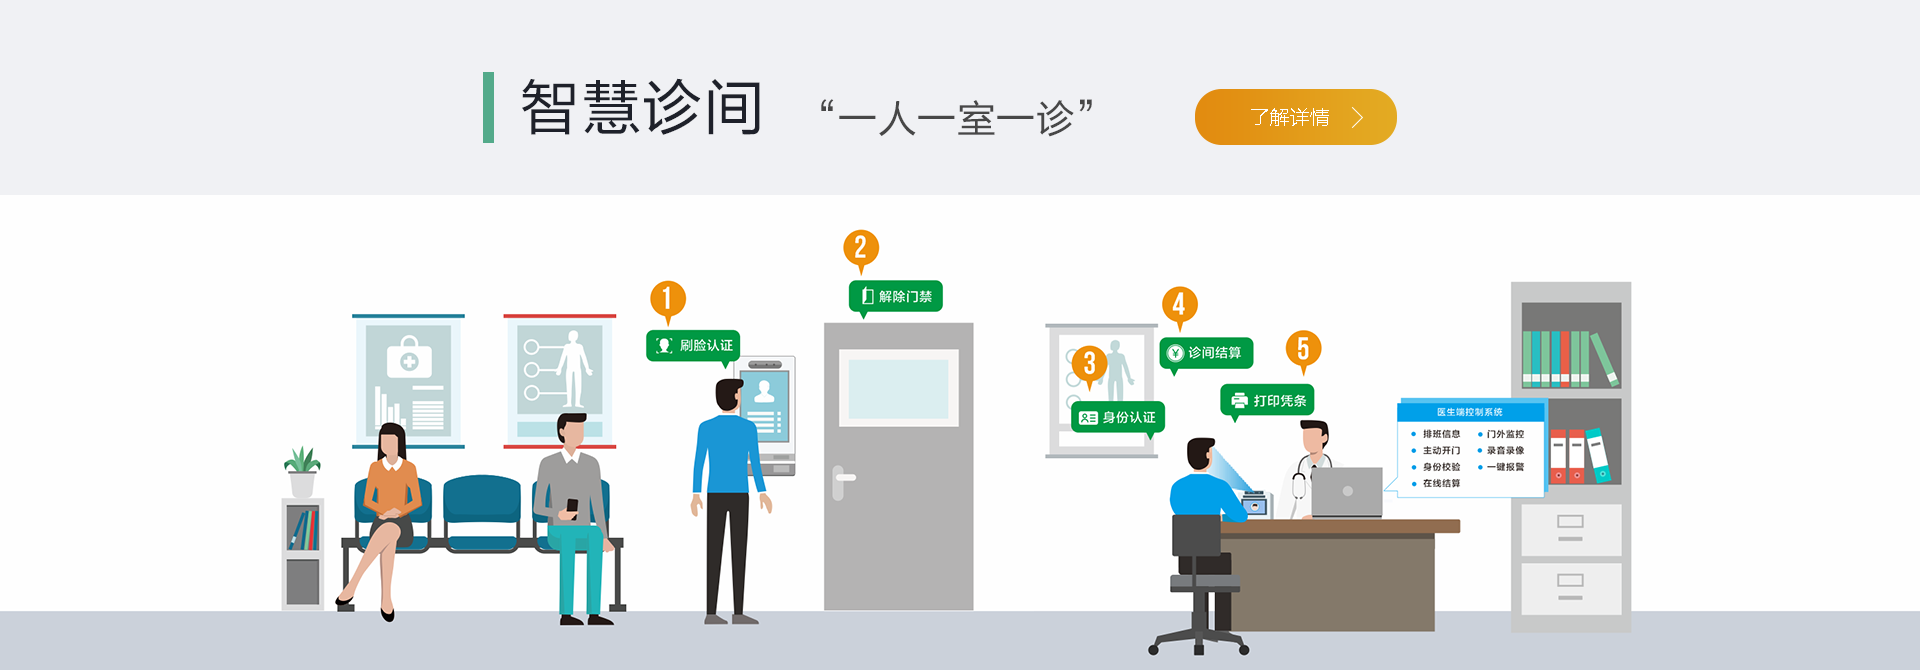 智慧诊间
“一人一室一诊”
了解详情
1
刷脸认证
2
解除门禁
3
身份认证
4
诊间结算
5
打印凭条
医生端控制系统
排班信息
门外监控
主动开门
录音录像
身份校验
一键报警
在线结算